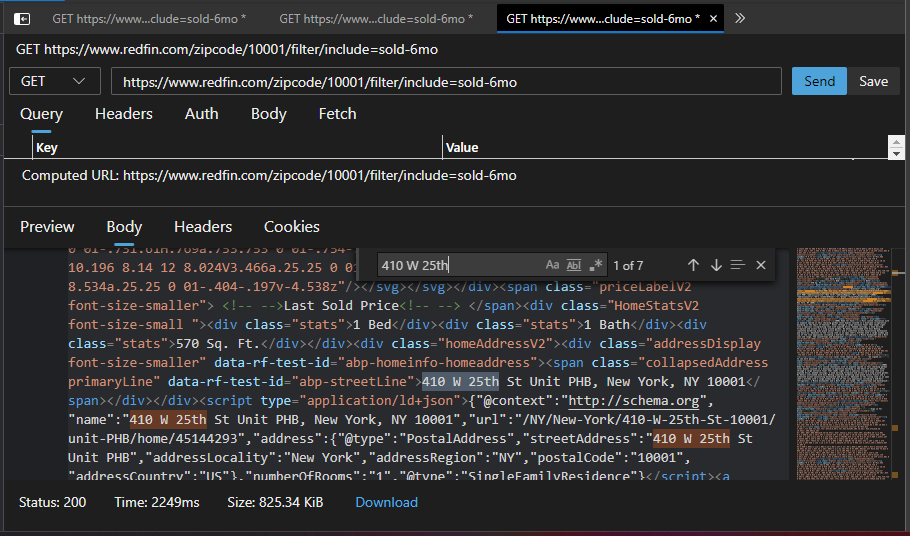 GET https://www...clude=sold-6mo *
GET https://www...clude=sold-6mo *
GET https://www...clude=sold-6mo *
GET https://www.redfin.com/zipcode/10001/filter/include=sold-6mo
GET
https://www.redfin.com/zipcode/10001/filter/include=sold-6mo
Send
Save
Query Headers Auth Body Fetch
Key Value
Computed URL: https://www.redfin.com/zipcode/10001/filter/include=sold-6mo
Preview Body Headers Cookies
410 W 25th
Aa Abl .* 1 of 7
10.196 8.14 12 8.024V3.466a.25.25 0 01
8.534a.25.25 0 01-.404-.197v-4.538z"/></svg></svg></div><span class="priceLabelV2
font-size-smaller"> <!-- -->Last Sold Price<!-- --> </span><div class="HomeStatsV2
font-size-small "><div class="stats">1 Bed</div><div class="stats">1 Bath</div><div
class="stats">570 Sq. Ft.</div></div><div class="homeAddressV2"><div class="addressDisplay
font-size-smaller" data-rf-test-id="abp-homeinfo-homeaddress"><span class="collapsedAddress
primaryLine" data-rf-test-id="abp-streetLine">410 W 25th St Unit PHB, New York, NY 10001</
span></div></div><script type="application/ld+json">{"@context":"http://schema.org",
"name":"410 W 25th St Unit PHB, New York, NY 10001","url":"/NY/New-York/410-W-25th-St-10001/
unit-PHB/home/45144293","address":{"@type":"PostalAddress","streetAddress":"410 W 25th St
Unit PHB","addressLocality":"New York","addressRegion":"NY","postalCode":"10001",
"addressCountry":"US"},"numberOfRooms":"1","@type":"SingleFamilyResidence"}</script><a
Status: 200 Time: 2249ms Size: 825.34 KiB Download